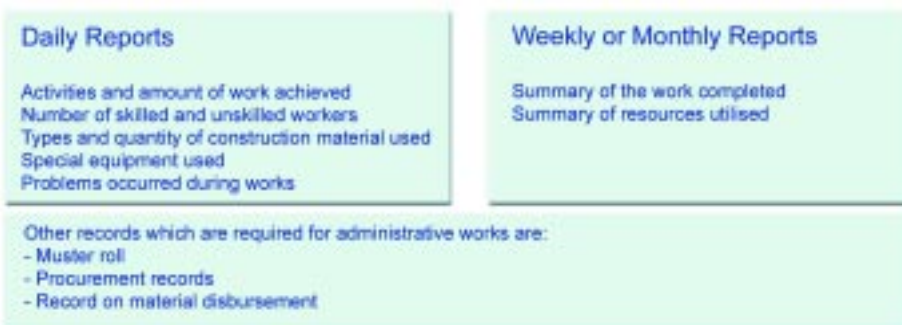 Daily Reports
Activities and amount of work achieved
Number of skilled and unskilled workers
Types and quantity of construction material used
Special equipment used
Problems occurred during works
Weekly or Monthly Reports
Summary of the work completed
Summary of resources utilised
Other records which are required for administrative works are:
- Muster roll
- Procurement records
- Record on material disbursement